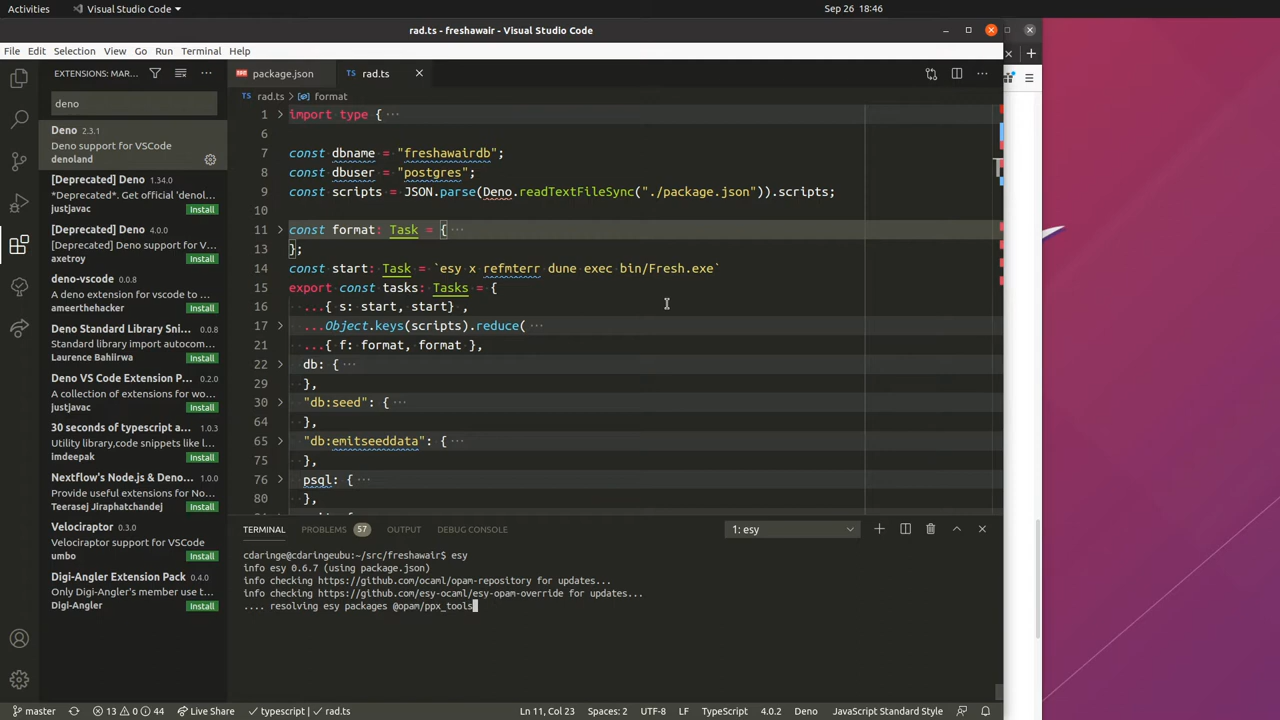 Activities
Visual Studio Code
Sep 26 18:46
rad.ts - freshawair - Visual Studio Code
File Edit Selection View Go Run Terminal Help
EXTENSIONS: MAR...
deno
Deno 2.3.1
Deno support for VSCode
denoland
[Deprecated] Deno 1.34.0
*Deprecated*. Get official 'denol...
justjavac Install
[Deprecated] Deno 4.0.0
[Deprecated] Deno support for V...
axetroy Install
deno-vscode 0.0.8
A deno extension for vscode to ...
ameerthehacker Install
Deno Standard Library Sni... 0.0.8
Standard library import autocom...
Laurence Bahiirwa Install
Deno VS Code Extension P... 0.2.0
A collection of extensions for wo...
justjavac Install
30 seconds of typescript a... 1.0.3
Utility library,code snippets like l...
imdeepak Install
Nextflow's Node.js & Deno... 1.0.0
Provide useful extensions for No...
Teerasej Jiraphatchandej Install
Velociraptor 0.3.0
Velociraptor support for VSCode
umbo Install
Digi-Angler Extension Pack 0.4.0
Only Digi-Angler's member use t...
Digi-Angler Install
package.json
TS rad.ts
TS rad.ts > format
1 import type { ...
6
7 const dbname = "freshawairdb";
8 const dbuser = "postgres";
9 const scripts = JSON.parse(Deno.readTextFileSync("./package.json")).scripts;
10
11 const format: Task = { ...
13 };
14 const start: Task = `esy x refmterr dune exec bin/Fresh.exe`
15 export const tasks: Tasks = {
16 ...{ s: start, start} ,
17 ...Object.keys(scripts).reduce( ...
21 ...{ f: format, format },
22 db: { ...
29 },
30 "db:seed": { ...
64 },
65 "db:emitseeddata": { ...
75 },
76 psql: { ...
80 },
TERMINAL PROBLEMS 57 OUTPUT DEBUG CONSOLE
1: esy
cdaringe@cdaringeubu:~/src/freshawair$ esy
info esy 0.6.7 (using package.json)
info checking https://github.com/ocaml/opam-repository for updates...
info checking https://github.com/esy-ocaml/esy-opam-override for updates...
.... resolving esy packages @opam/ppx_tools
master 13 0 44 Live Share typescript | rad.ts Ln 11, Col 23 Spaces: 2 UTF-8 LF TypeScript 4.0.2 Deno JavaScript Standard Style